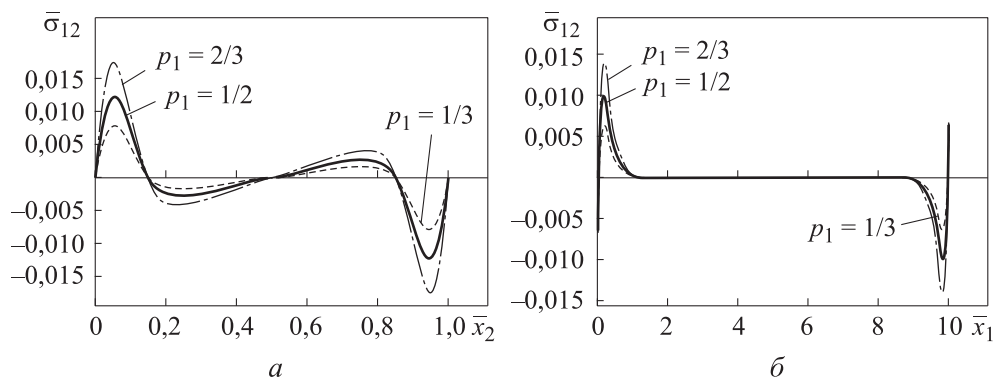 σ̅₁₂
0,015
0,010
0,005
−0,005
−0,010
−0,015
p₁ = 2/3
p₁ = 1/2
p₁ = 1/3
0 0,2 0,4 0,6 0,8 1,0 x̅₂
а
σ̅₁₂
0,015
0,010
0,005
−0,005
−0,010
−0,015
p₁ = 2/3
p₁ = 1/2
p₁ = 1/3
0 2 4 6 8 10 x̅₁
б